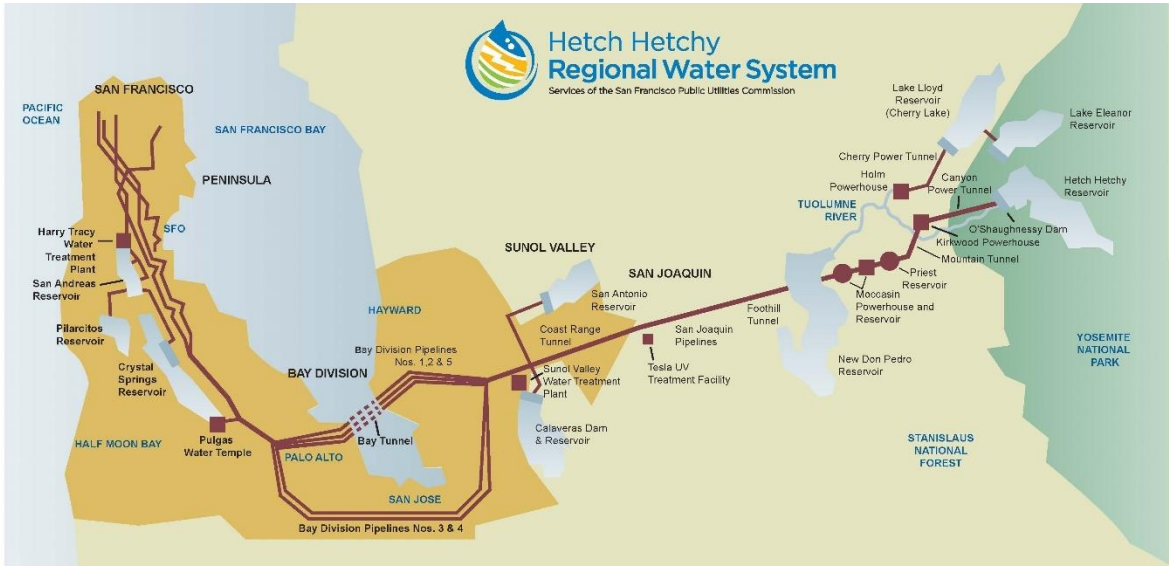 Hetch Hetchy
Regional Water System
Services of the San Francisco Public Utilities Commission
SAN FRANCISCO
PACIFIC
OCEAN
SAN FRANCISCO BAY
PENINSULA
SFO
Harry Tracy
Water
Treatment
Plant
San Andreas
Reservoir
Pilarcitos
Reservoir
Crystal
Springs
Reservoir
HALF MOON BAY
Pulgas
Water Temple
PALO ALTO
BAY DIVISION
Bay Division Pipelines
Nos. 1,2 & 5
Bay Tunnel
SAN JOSE
Bay Division Pipelines Nos. 3 & 4
HAYWARD
SUNOL VALLEY
San Antonio
Reservoir
Coast Range
Tunnel
Sunol Valley
Water Treatment
Plant
Calaveras Dam
& Reservoir
SAN JOAQUIN
San Joaquin
Pipelines
Tesla UV
Treatment Facility
Foothill
Tunnel
New Don Pedro
Reservoir
Moccasin
Powerhouse and
Reservoir
Priest
Reservoir
Mountain Tunnel
Kirkwood Powerhouse
O'Shaughnessy Dam
TUOLUMNE
RIVER
Holm
Powerhouse
Cherry Power Tunnel
Canyon
Power Tunnel
Lake Lloyd
Reservoir
(Cherry Lake)
Lake Eleanor
Reservoir
Hetch Hetchy
Reservoir
YOSEMITE
NATIONAL
PARK
STANISLAUS
NATIONAL
FOREST